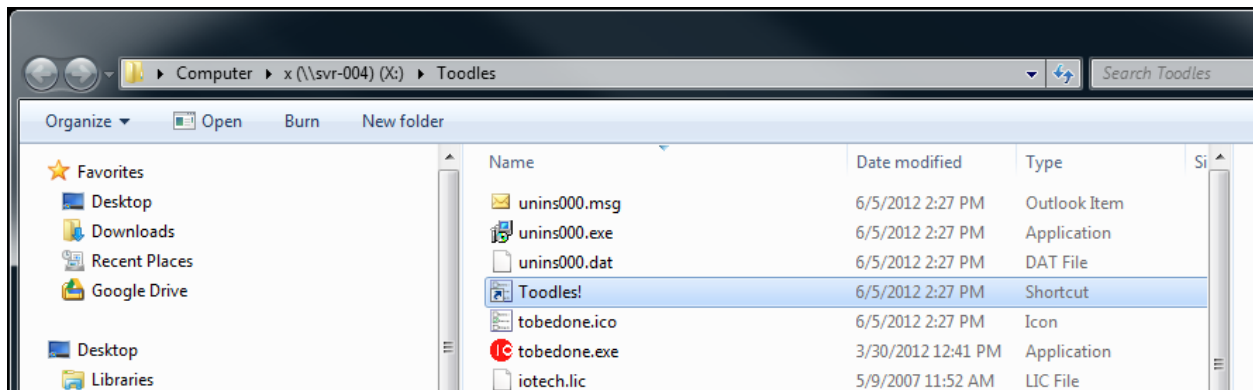 Computer x (\\svr-004) (X:) Toodles Search Toodles
Organize Open Burn New folder
Favorites
Desktop
Downloads
Recent Places
Google Drive
Desktop
Libraries
Name Date modified Type Si
unins000.msg 6/5/2012 2:27 PM Outlook Item
unins000.exe 6/5/2012 2:27 PM Application
unins000.dat 6/5/2012 2:27 PM DAT File
Toodles! 6/5/2012 2:27 PM Shortcut
tobedone.ico 6/5/2012 2:27 PM Icon
tobedone.exe 3/30/2012 12:41 PM Application
iotech.lic 5/9/2007 11:52 AM LIC File